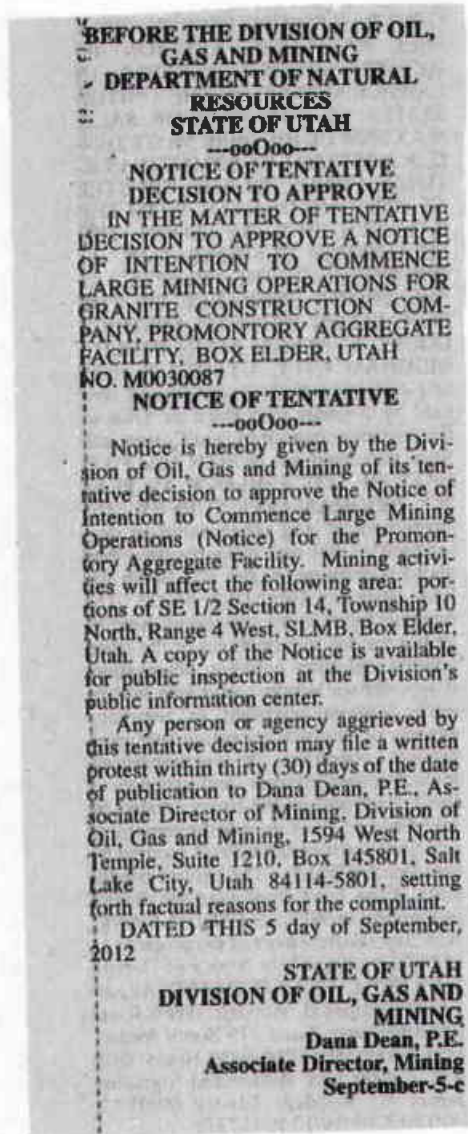 BEFORE THE DIVISION OF OIL,
GAS AND MINING
DEPARTMENT OF NATURAL
RESOURCES
STATE OF UTAH
---ooOoo---
NOTICE OF TENTATIVE
DECISION TO APPROVE
IN THE MATTER OF TENTATIVE
DECISION TO APPROVE A NOTICE
OF INTENTION TO COMMENCE
LARGE MINING OPERATIONS FOR
GRANITE CONSTRUCTION COM-
PANY, PROMONTORY AGGREGATE
FACILITY, BOX ELDER, UTAH
NO. M0030087
NOTICE OF TENTATIVE
---ooOoo---
Notice is hereby given by the Divi-
sion of Oil, Gas and Mining of its ten-
tative decision to approve the Notice of
Intention to Commence Large Mining
Operations (Notice) for the Promon-
tory Aggregate Facility. Mining activi-
ties will affect the following area: por-
tions of SE 1/2 Section 14, Township 10
North, Range 4 West, SLMB, Box Elder,
Utah. A copy of the Notice is available
for public inspection at the Division's
public information center.
Any person or agency aggrieved by
this tentative decision may file a written
protest within thirty (30) days of the date
of publication to Dana Dean, P.E., As-
sociate Director of Mining, Division of
Oil, Gas and Mining, 1594 West North
Temple, Suite 1210, Box 145801, Salt
Lake City, Utah 84114-5801, setting
forth factual reasons for the complaint.
DATED THIS 5 day of September,
2012
STATE OF UTAH
DIVISION OF OIL, GAS AND
MINING
Dana Dean, P.E.
Associate Director, Mining
September-5-c